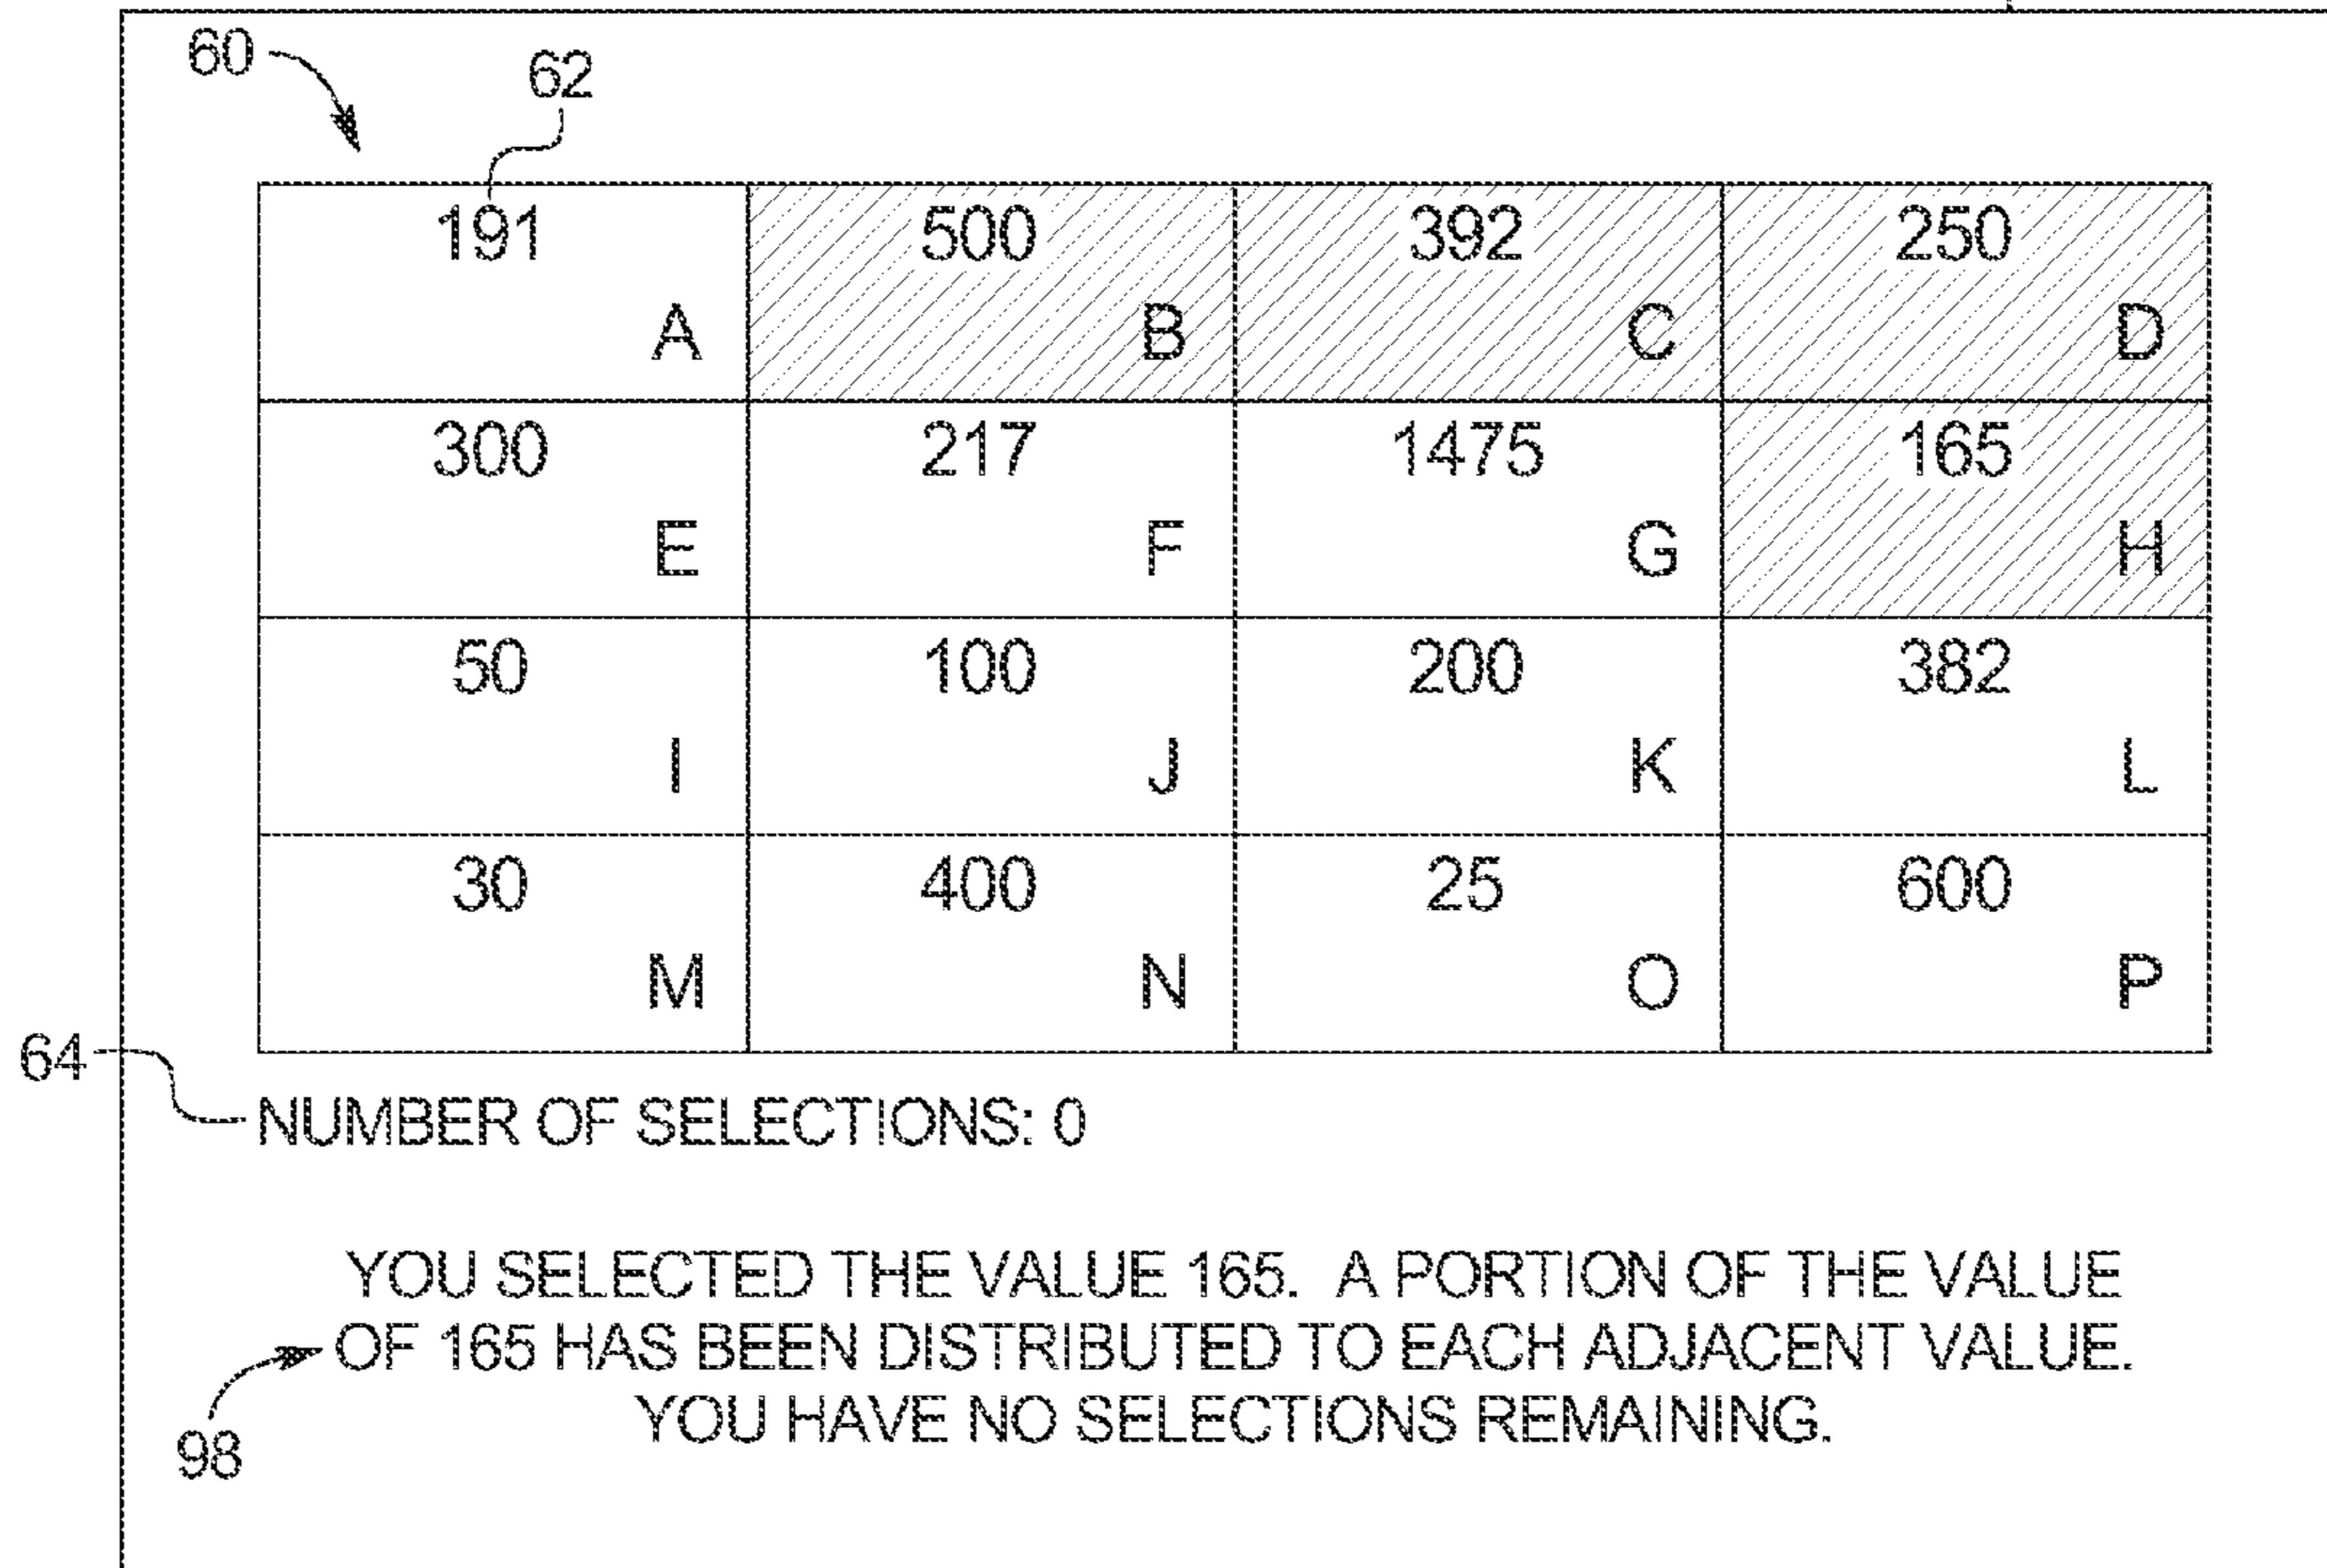 60
62
191 500 392 250
A B C D
300 217 1475 165
E F G H
50 100 200 382
I J K L
30 400 25 600
M N O P
64
NUMBER OF SELECTIONS: 0
YOU SELECTED THE VALUE 165. A PORTION OF THE VALUE
OF 165 HAS BEEN DISTRIBUTED TO EACH ADJACENT VALUE.
YOU HAVE NO SELECTIONS REMAINING.
98